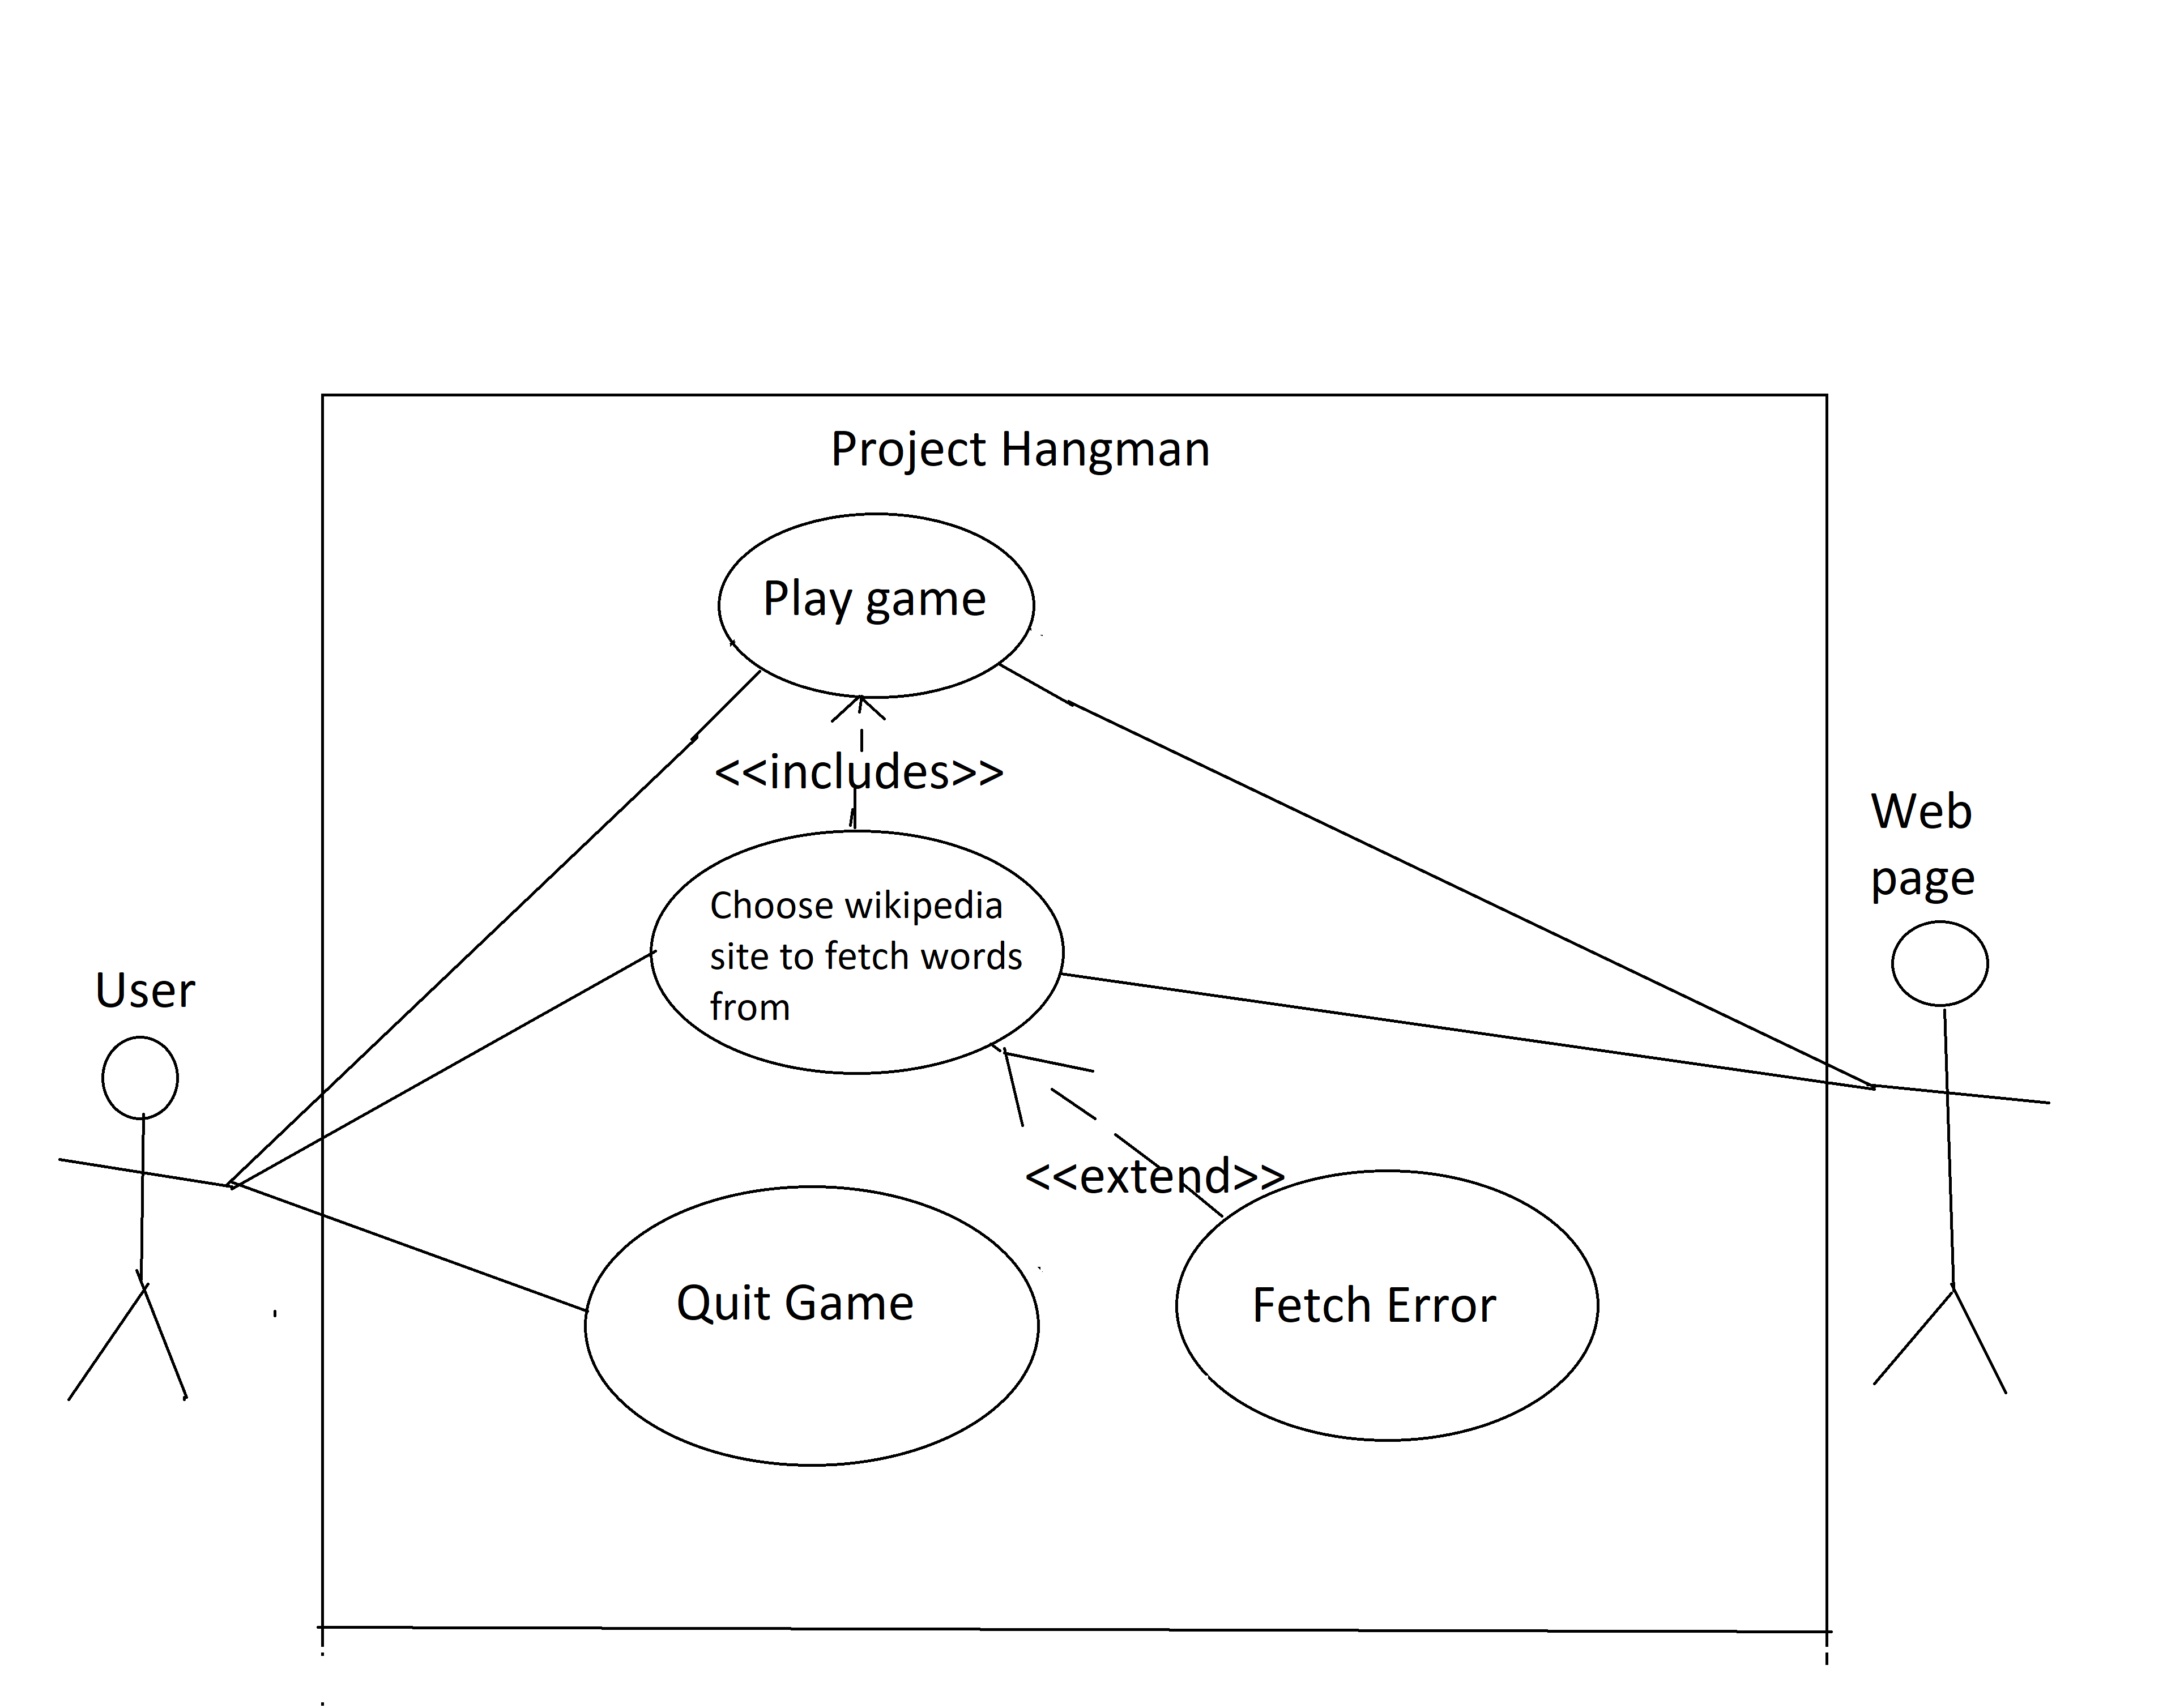 Project Hangman
Play game
<<includes>>
Web
page
Choose wikipedia
site to fetch words
from
User
<<extend>>
Quit Game
Fetch Error